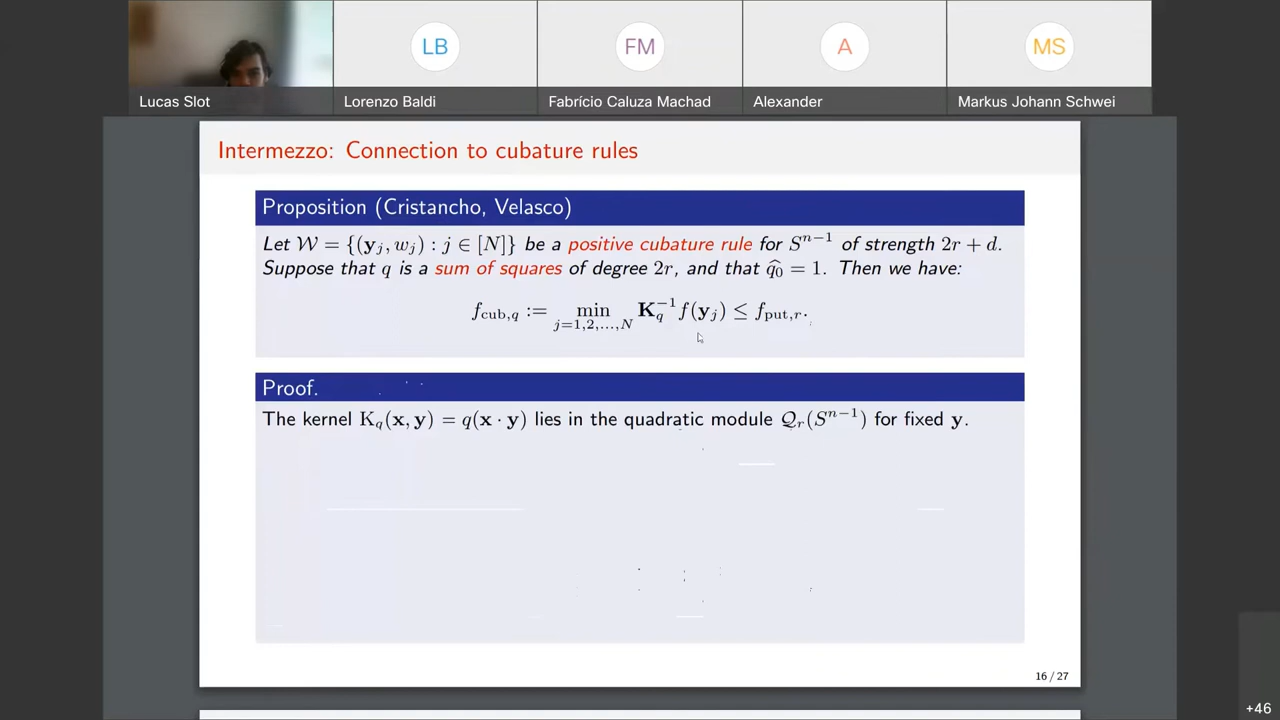 LB
FM
A
MS
Lucas Slot
Lorenzo Baldi
Fabrício Caluza Machad
Alexander
Markus Johann Schwei
Intermezzo: Connection to cubature rules
Proposition (Cristancho, Velasco)
Let 𝒲 = {(𝐲_j, w_j) : j ∈ [N]} be a positive cubature rule for S^{n−1} of strength 2r + d.
Suppose that q is a sum of squares of degree 2r, and that \widehat{q}_0 = 1. Then we have:
f_{cub,q} := min_{j=1,2,...,N} 𝐊_q^{−1} f(𝐲_j) ≤ f_{put,r}.
Proof.
The kernel K_q(𝐱, 𝐲) = q(𝐱 · 𝐲) lies in the quadratic module 𝒬_r(S^{n−1}) for fixed 𝐲.
16 / 27
+46